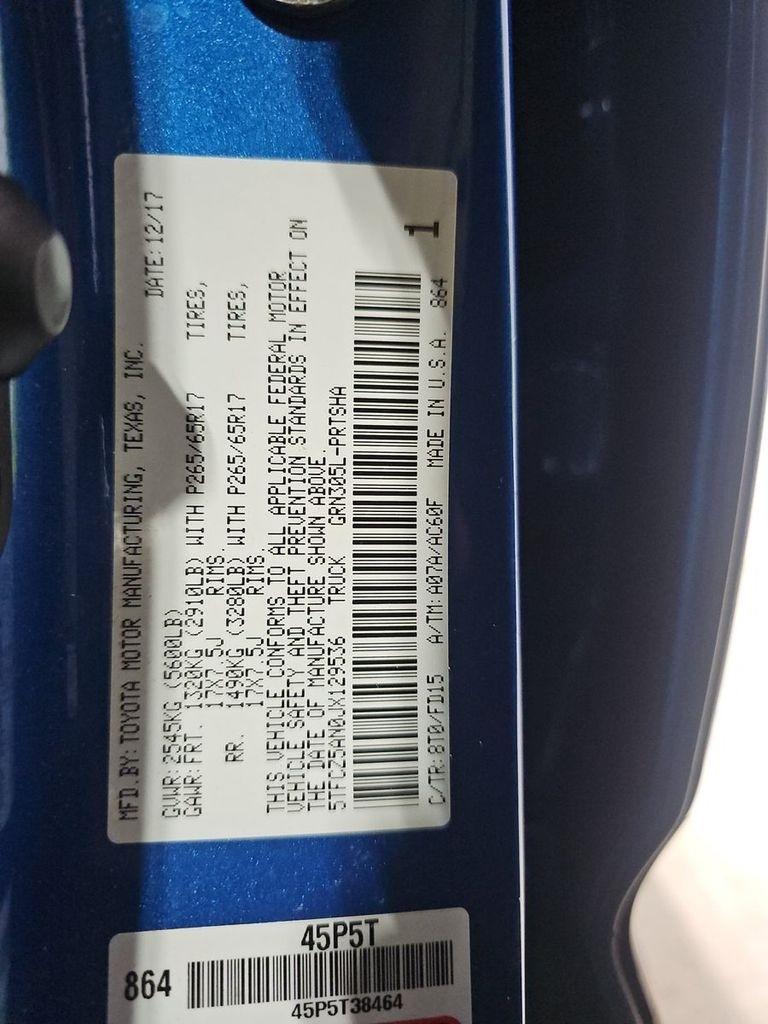 MFD.BY:TOYOTA MOTOR MANUFACTURING, TEXAS, INC.
DATE:12/17
GVWR:2545KG (5600LB)
GAWR:FRT. 1320KG (2910LB) WITH P265/65R17 TIRES,
17X7.5J RIMS.
RR. 1490KG (3280LB) WITH P265/65R17 TIRES,
17X7.5J RIMS.
THIS VEHICLE CONFORMS TO ALL APPLICABLE FEDERAL MOTOR
VEHICLE SAFETY AND THEFT PREVENTION STANDARDS IN EFFECT ON
THE DATE OF MANUFACTURE SHOWN ABOVE.
5TFCZ5AN0JX129536 TRUCK GRN305L-PRTSHA
1
C/TR:8T0/FD15 A/TM:A07A/AC60F MADE IN U.S.A. 864
45P5T
864
45P5T38464